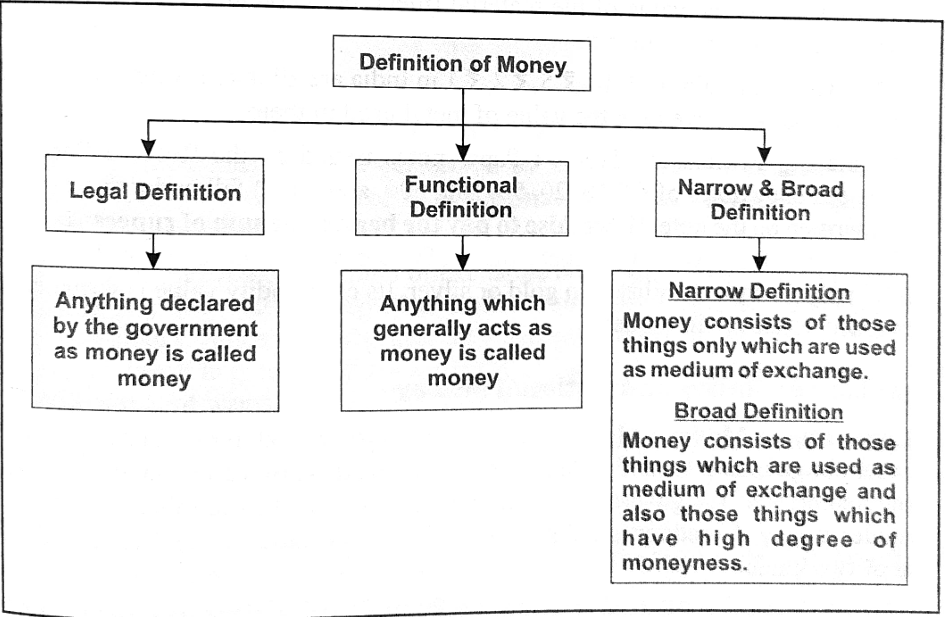 Definition of Money
Legal Definition
Functional
Definition
Narrow & Broad
Definition
Anything declared
by the government
as money is called
money
Anything which
generally acts as
money is called
money
Narrow Definition
Money consists of those
things only which are used
as medium of exchange.
Broad Definition
Money consists of those
things which are used as
medium of exchange and
also those things which
have high degree of
moneyness.